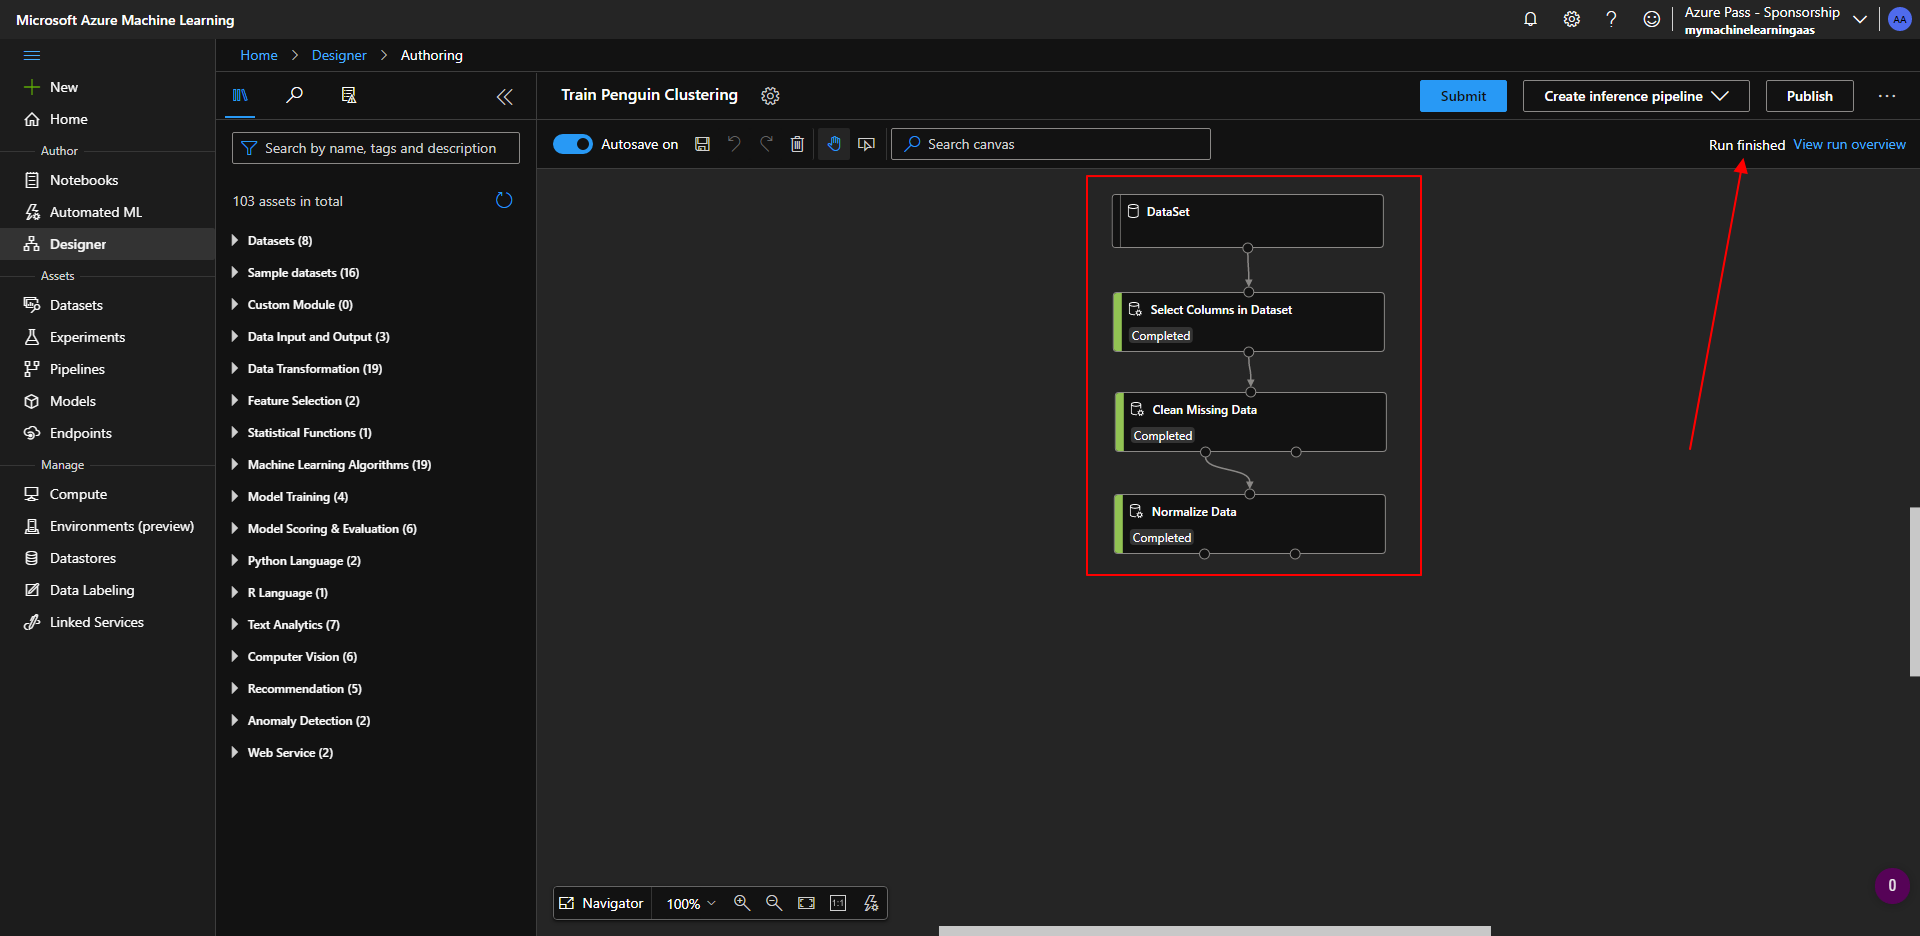 Microsoft Azure Machine Learning
Azure Pass - Sponsorship
mymachinelearningaas
AA
New
Home
Author
Notebooks
Automated ML
Designer
Assets
Datasets
Experiments
Pipelines
Models
Endpoints
Manage
Compute
Environments (preview)
Datastores
Data Labeling
Linked Services
Home > Designer > Authoring
Search by name, tags and description
103 assets in total
Datasets (8)
Sample datasets (16)
Custom Module (0)
Data Input and Output (3)
Data Transformation (19)
Feature Selection (2)
Statistical Functions (1)
Machine Learning Algorithms (19)
Model Training (4)
Model Scoring & Evaluation (6)
Python Language (2)
R Language (1)
Text Analytics (7)
Computer Vision (6)
Recommendation (5)
Anomaly Detection (2)
Web Service (2)
Train Penguin Clustering
Submit
Create inference pipeline
Publish
Autosave on
Search canvas
Run finished View run overview
DataSet
Select Columns in Dataset
Completed
Clean Missing Data
Completed
Normalize Data
Completed
Navigator
100%
1:1
0